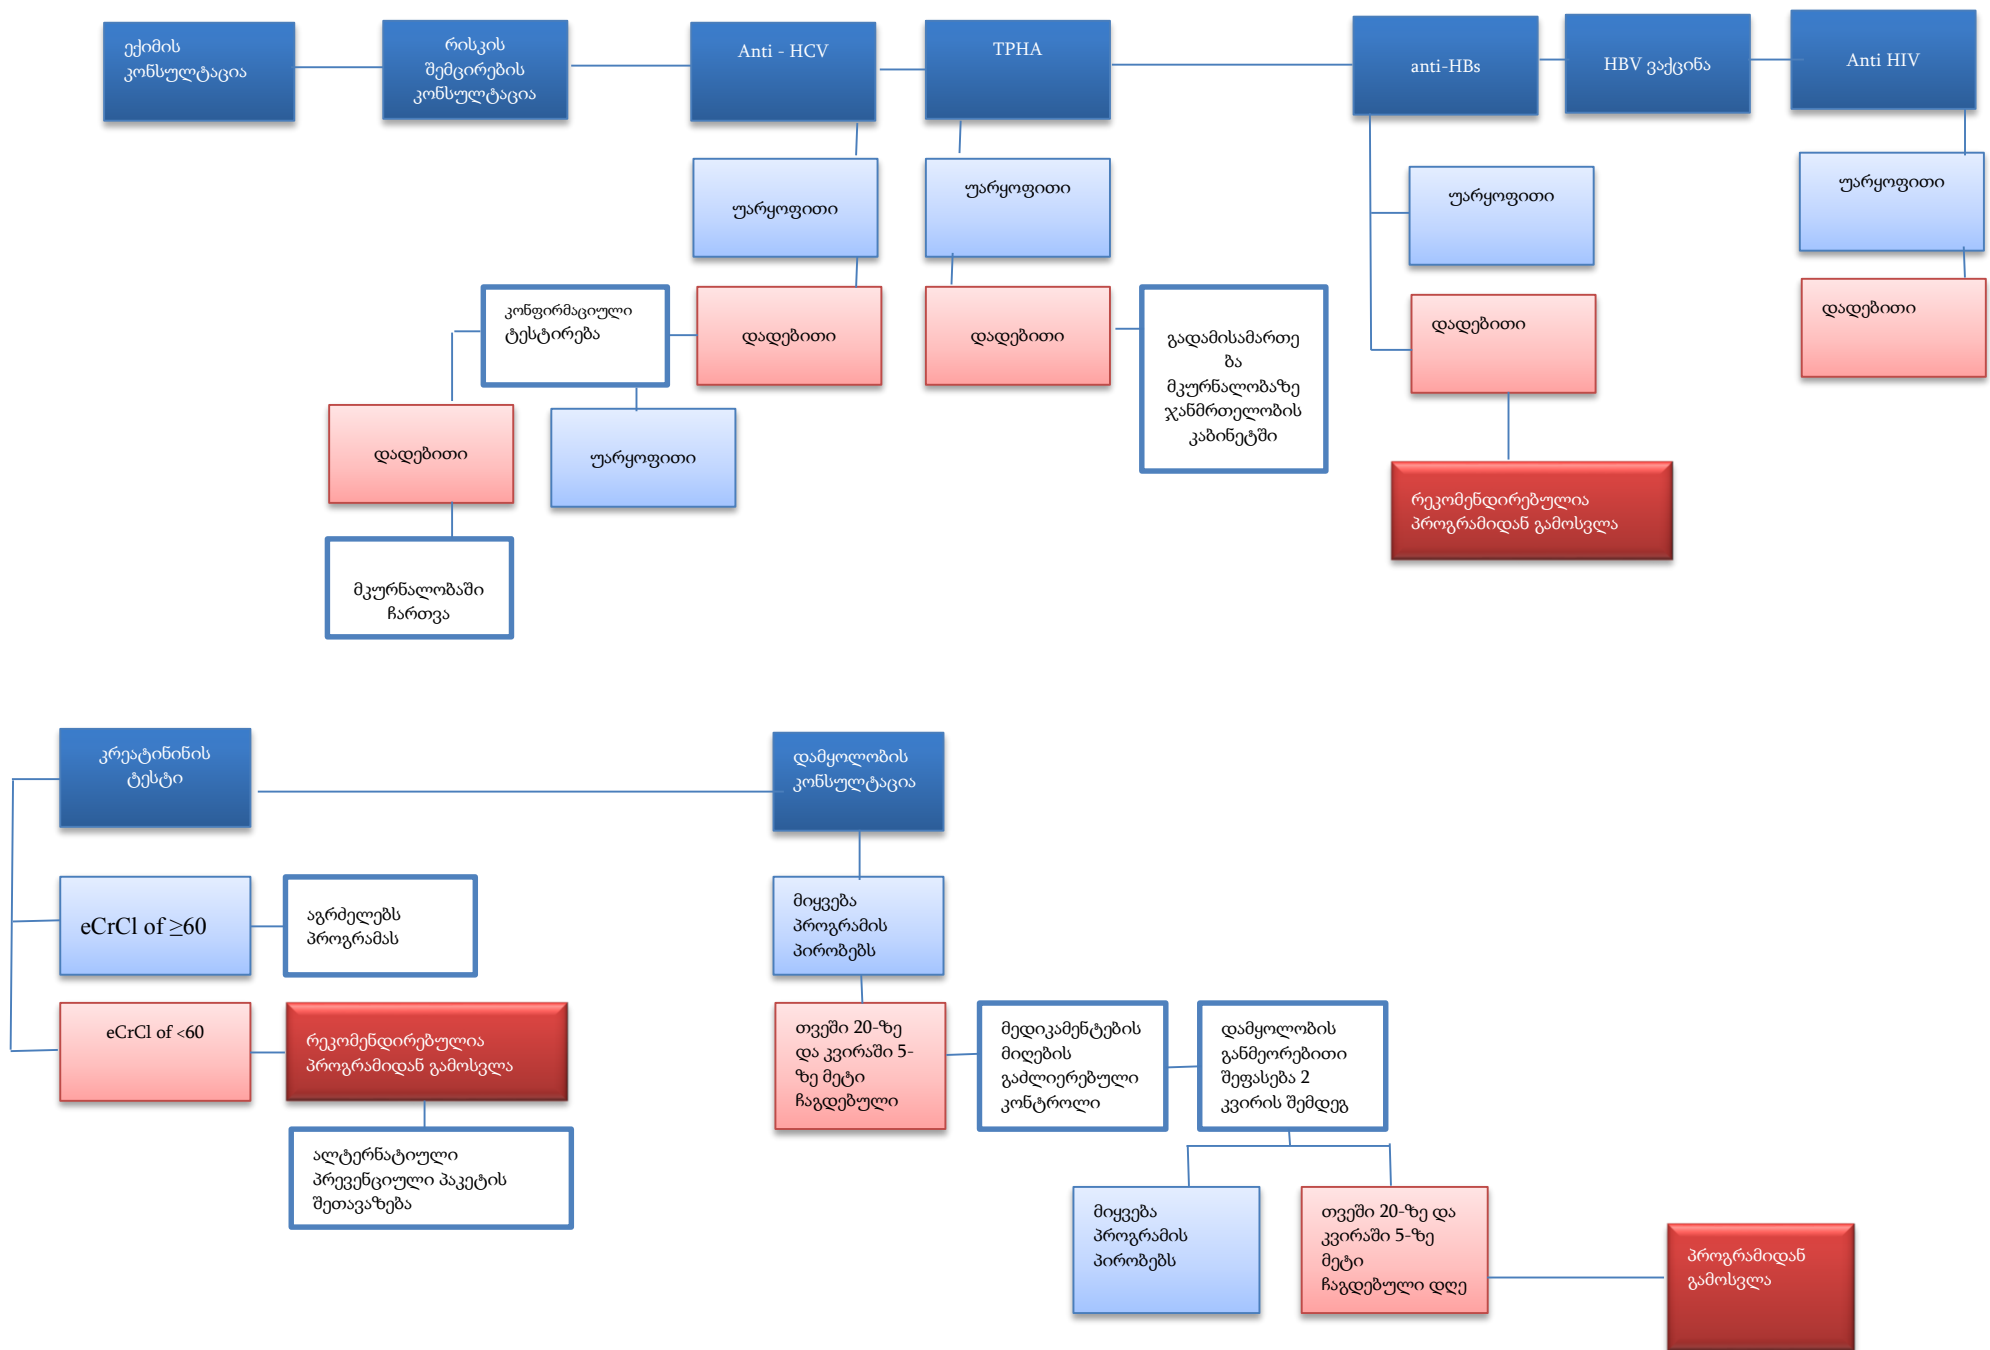 ექიმის
კონსულტაცია
რისკის
შემცირების
კონსულტაცია
Anti - HCV
TPHA
anti-HBs
HBV ვაქცინა
Anti HIV
უარყოფითი
უარყოფითი
უარყოფითი
უარყოფითი
კონფირმაციული
ტესტირება
დადებითი
დადებითი
გადამისამართე
ბა
მკურნალობაზე
ჯანმრთელობის
კაბინეტში
დადებითი
დადებითი
დადებითი
უარყოფითი
რეკომენდირებულია
პროგრამიდან გამოსვლა
მკურნალობაში
ჩართვა
კრეატინინის
ტესტი
დამყოლობის
კონსულტაცია
eCrCl of ≥60
აგრძელებს
პროგრამას
მიყვება
პროგრამის
პირობებს
eCrCl of <60
რეკომენდირებულია
პროგრამიდან გამოსვლა
თვეში 20-ზე
და კვირაში 5-
ზე მეტი
ჩაგდებული
მედიკამენტების
მიღების
გაძლიერებული
კონტროლი
დამყოლობის
განმეორებითი
შეფასება 2
კვირის შემდეგ
ალტერნატიული
პრევენციული პაკეტის
შეთავაზება
მიყვება
პროგრამის
პირობებს
თვეში 20-ზე და
კვირაში 5-ზე
მეტი
ჩაგდებული დღე
პროგრამიდან
გამოსვლა